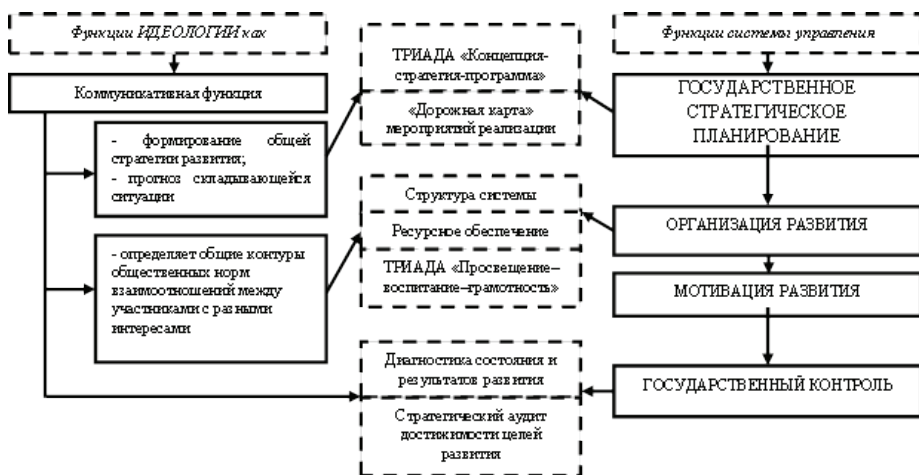 Функции ИДЕОЛОГИИ как
Коммуникативная функция
- формирование общей
стратегии развития;
- прогноз складывающейся
ситуации
- определяет общие контуры
общественных норм
взаимоотношений между
участниками с разными
интересами
ТРИАДА «Концепция-
стратегия-программа»
«Дорожная карта»
мероприятий реализации
Структура системы
Ресурсное обеспечение
ТРИАДА «Просвещение–
воспитание–грамотность»
Диагностика состояния и
результатов развития
Стратегический аудит
достижимости целей
развития
Функции системы управления
ГОСУДАРСТВЕННОЕ
СТРАТЕГИЧЕСКОЕ
ПЛАНИРОВАНИЕ
ОРГАНИЗАЦИЯ РАЗВИТИЯ
МОТИВАЦИЯ РАЗВИТИЯ
ГОСУДАРСТВЕННЫЙ КОНТРОЛЬ